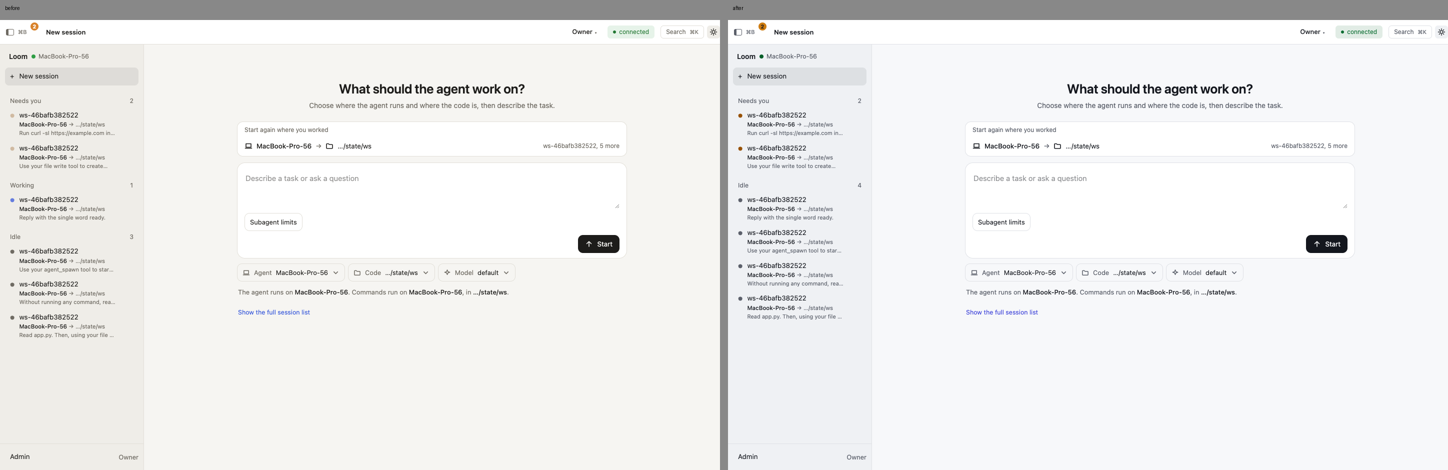 before
⌘B
2
New session
Owner
connected
Search ⌘K
Loom MacBook-Pro-56
+ New session
Needs you 2
ws-46bafb382522
MacBook-Pro-56 → .../state/ws
Run curl -sI https://example.com in...
ws-46bafb382522
MacBook-Pro-56 → .../state/ws
Use your file write tool to create...
Working 1
ws-46bafb382522
MacBook-Pro-56 → .../state/ws
Reply with the single word ready.
Idle 3
ws-46bafb382522
MacBook-Pro-56 → .../state/ws
Use your agent_spawn tool to star...
ws-46bafb382522
MacBook-Pro-56 → .../state/ws
Without running any command, rea...
ws-46bafb382522
MacBook-Pro-56 → .../state/ws
Read app.py. Then, using your file ...
Admin Owner
What should the agent work on?
Choose where the agent runs and where the code is, then describe the task.
Start again where you worked
MacBook-Pro-56 → .../state/ws ws-46bafb382522, 5 more
Describe a task or ask a question
Subagent limits
Start
Agent MacBook-Pro-56 Code .../state/ws Model default
The agent runs on MacBook-Pro-56. Commands run on MacBook-Pro-56, in .../state/ws.
Show the full session list
after
⌘B
New session
Owner
connected
Search ⌘K
Loom MacBook-Pro-56
+ New session
Needs you 2
ws-46bafb382522
MacBook-Pro-56 → .../state/ws
Run curl -sI https://example.com in...
ws-46bafb382522
MacBook-Pro-56 → .../state/ws
Use your file write tool to create...
Idle 4
ws-46bafb382522
MacBook-Pro-56 → .../state/ws
Reply with the single word ready.
ws-46bafb382522
MacBook-Pro-56 → .../state/ws
Use your agent_spawn tool to star...
ws-46bafb382522
MacBook-Pro-56 → .../state/ws
Without running any command, rea...
ws-46bafb382522
MacBook-Pro-56 → .../state/ws
Read app.py. Then, using your file ...
Admin Owner
What should the agent work on?
Choose where the agent runs and where the code is, then describe the task.
Start again where you worked
MacBook-Pro-56 → .../state/ws ws-46bafb382522, 5 more
Describe a task or ask a question
Subagent limits
Start
Agent MacBook-Pro-56 Code .../state/ws Model default
The agent runs on MacBook-Pro-56. Commands run on MacBook-Pro-56, in .../state/ws.
Show the full session list